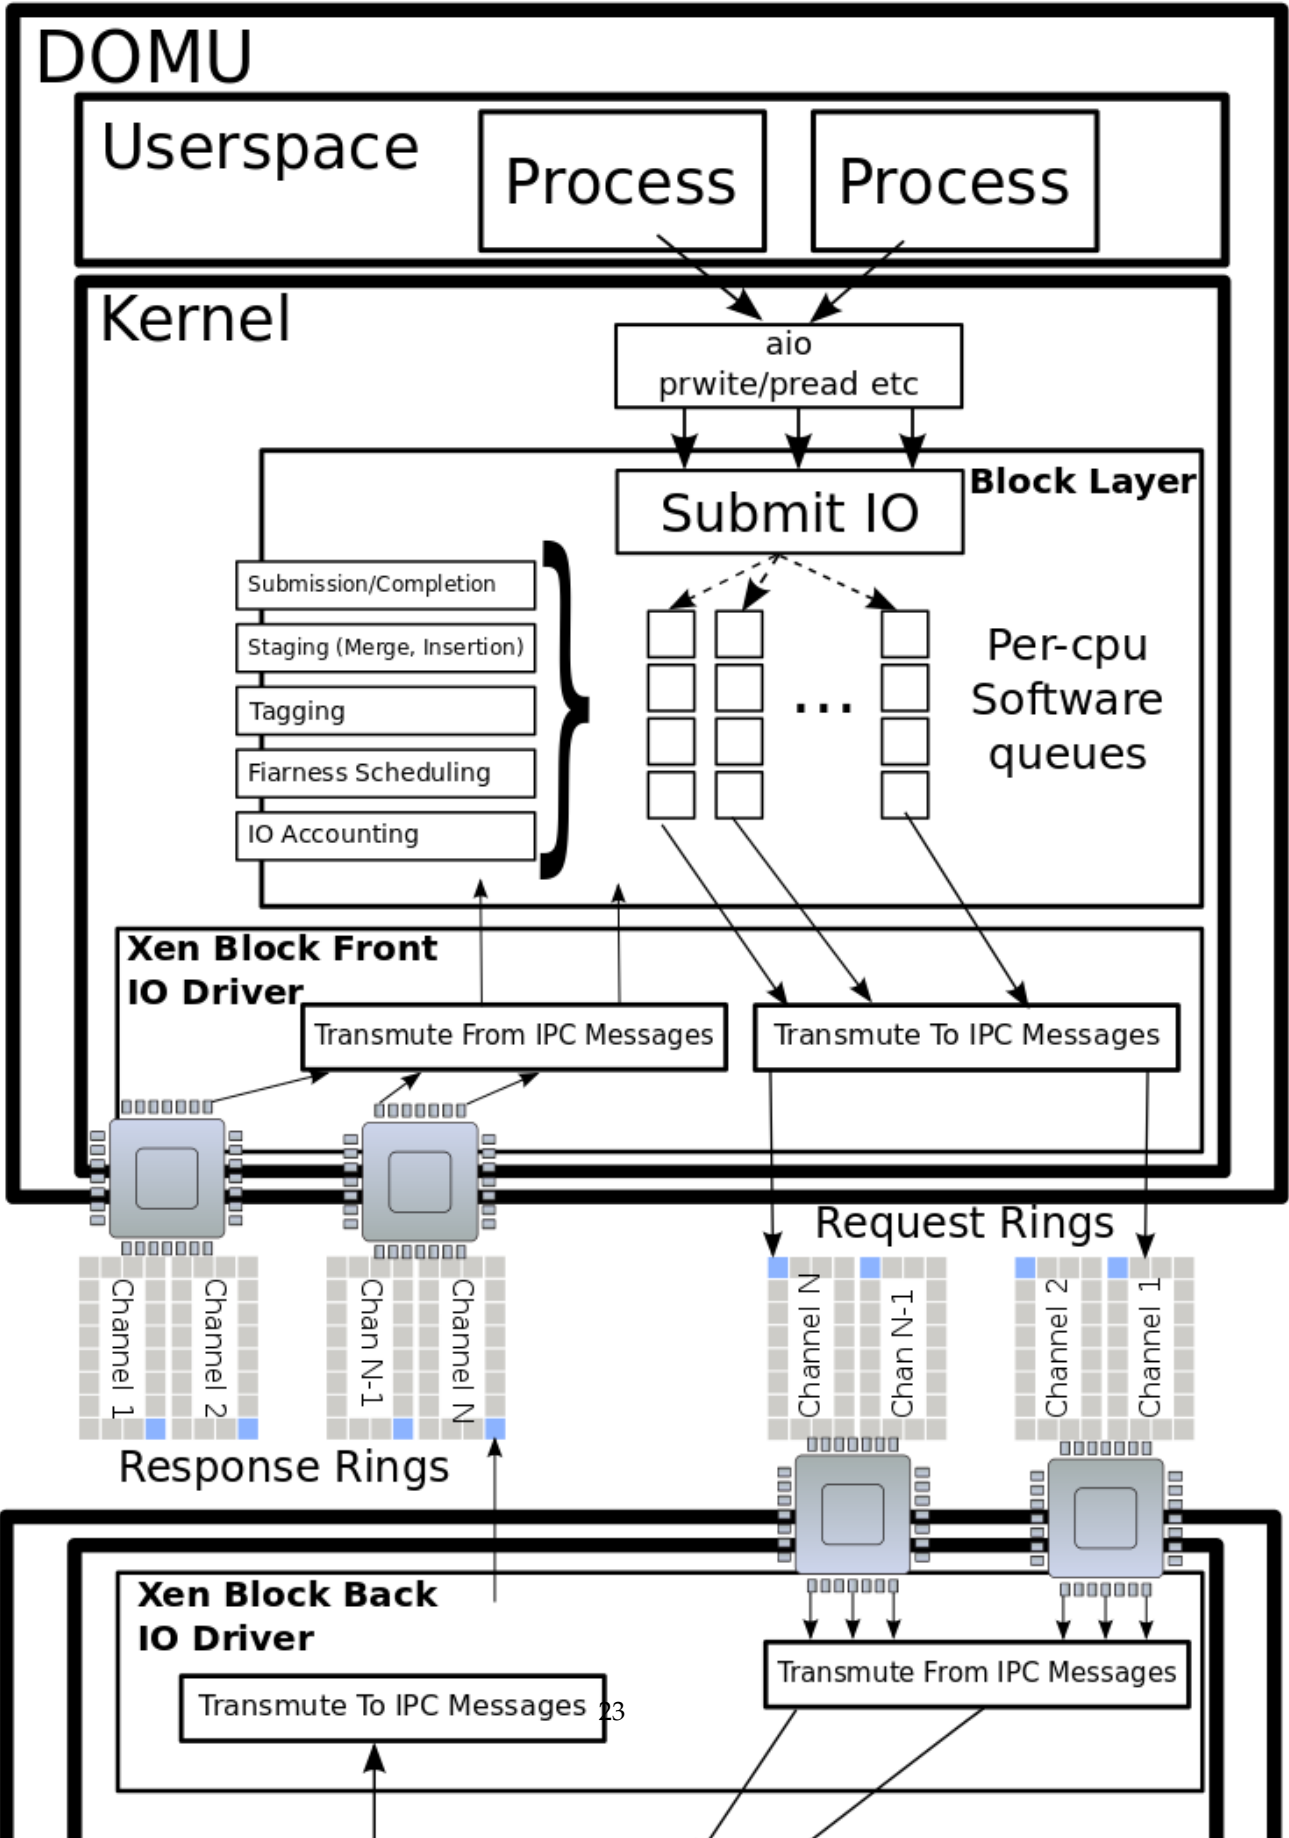 DOMU
Userspace
Process
Process
Kernel
aio
prwite/pread etc
Block Layer
Submit IO
Submission/Completion
Staging (Merge, Insertion)
Tagging
Fiarness Scheduling
IO Accounting
...
Per-cpu
Software
queues
Xen Block Front
IO Driver
Transmute From IPC Messages
Transmute To IPC Messages
Request Rings
Channel 1
Channel 2
Chan N-1
Channel N
Channel N
Chan N-1
Channel 2
Channel 1
Response Rings
Xen Block Back
IO Driver
Transmute From IPC Messages
Transmute To IPC Messages
23